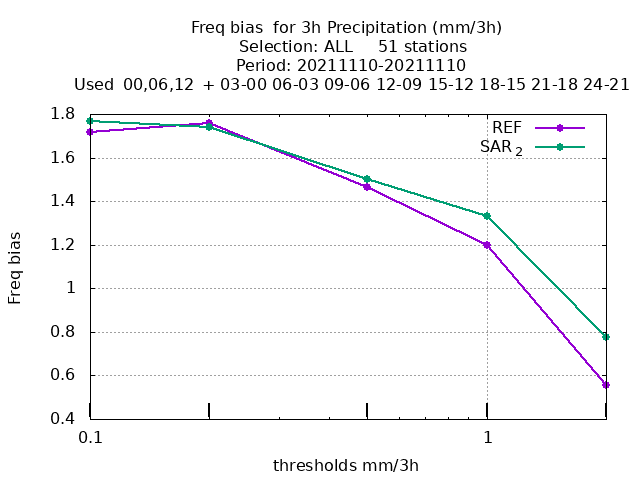 Freq bias  for 3h Precipitation (mm/3h)
Selection: ALL     51 stations
Period: 20211110-20211110
Used  00,06,12  + 03-00 06-03 09-06 12-09 15-12 18-15 21-18 24-21
1.8
1.6
1.4
1.2
1
0.8
0.6
0.4
REF
SAR 2
Freq bias
0.1
1
thresholds mm/3h